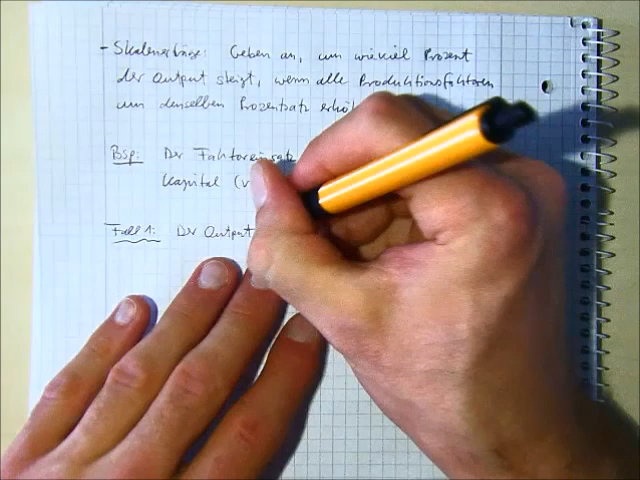 - Skalenerträge: Geben an, um wieviel Prozent
der Output steigt, wenn alle Produktionsfaktoren
um denselben Prozentsatz erhö
Bsp: Der Faktoreinsatz
Kapital (v
Fall 1: Der Output